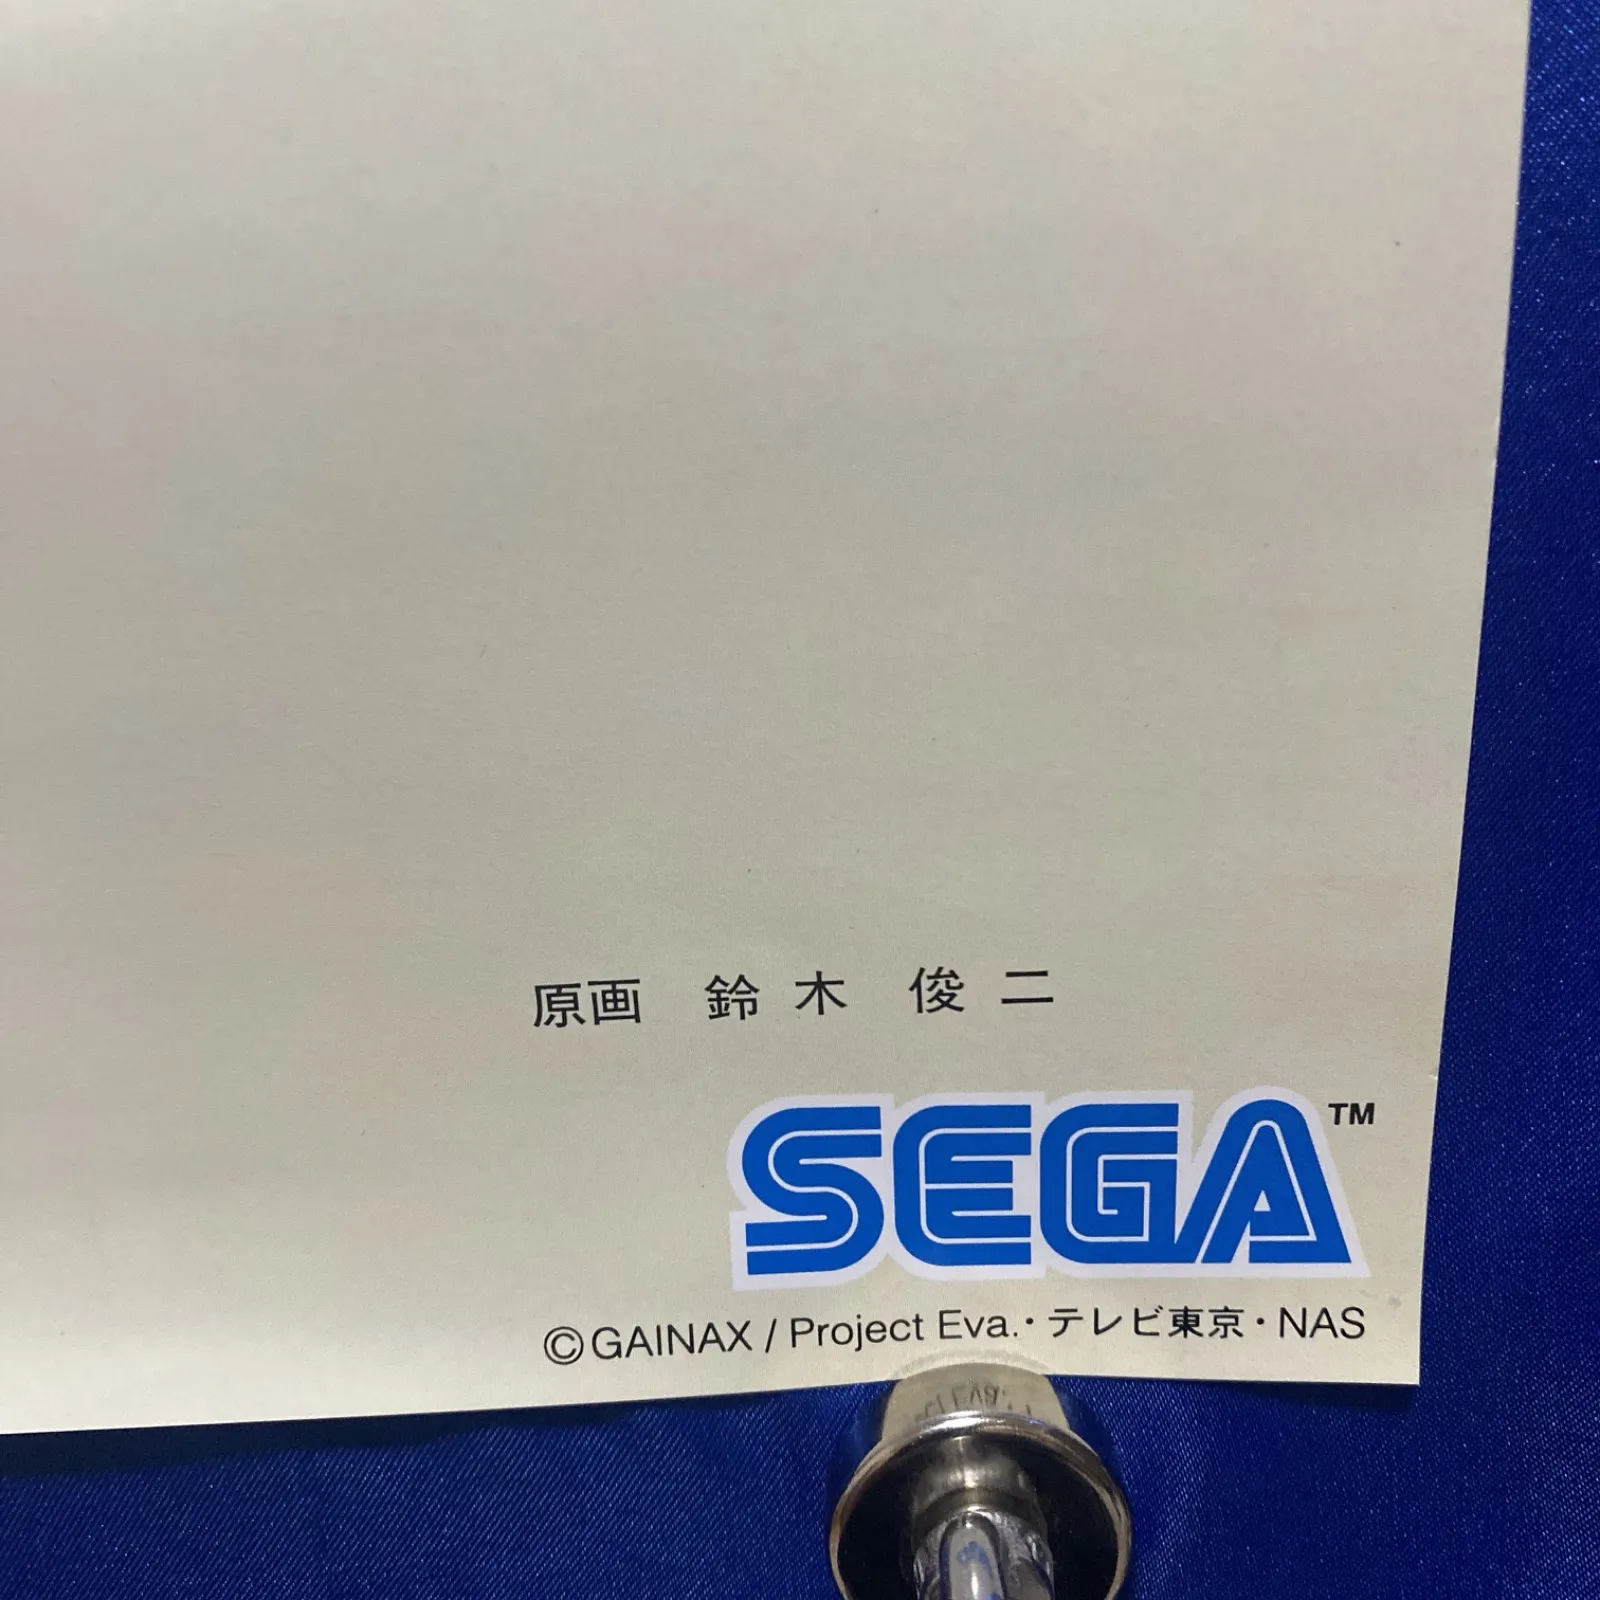 原画 鈴木 俊二
SEGA™
©GAINAX / Project Eva.・テレビ東京・NAS